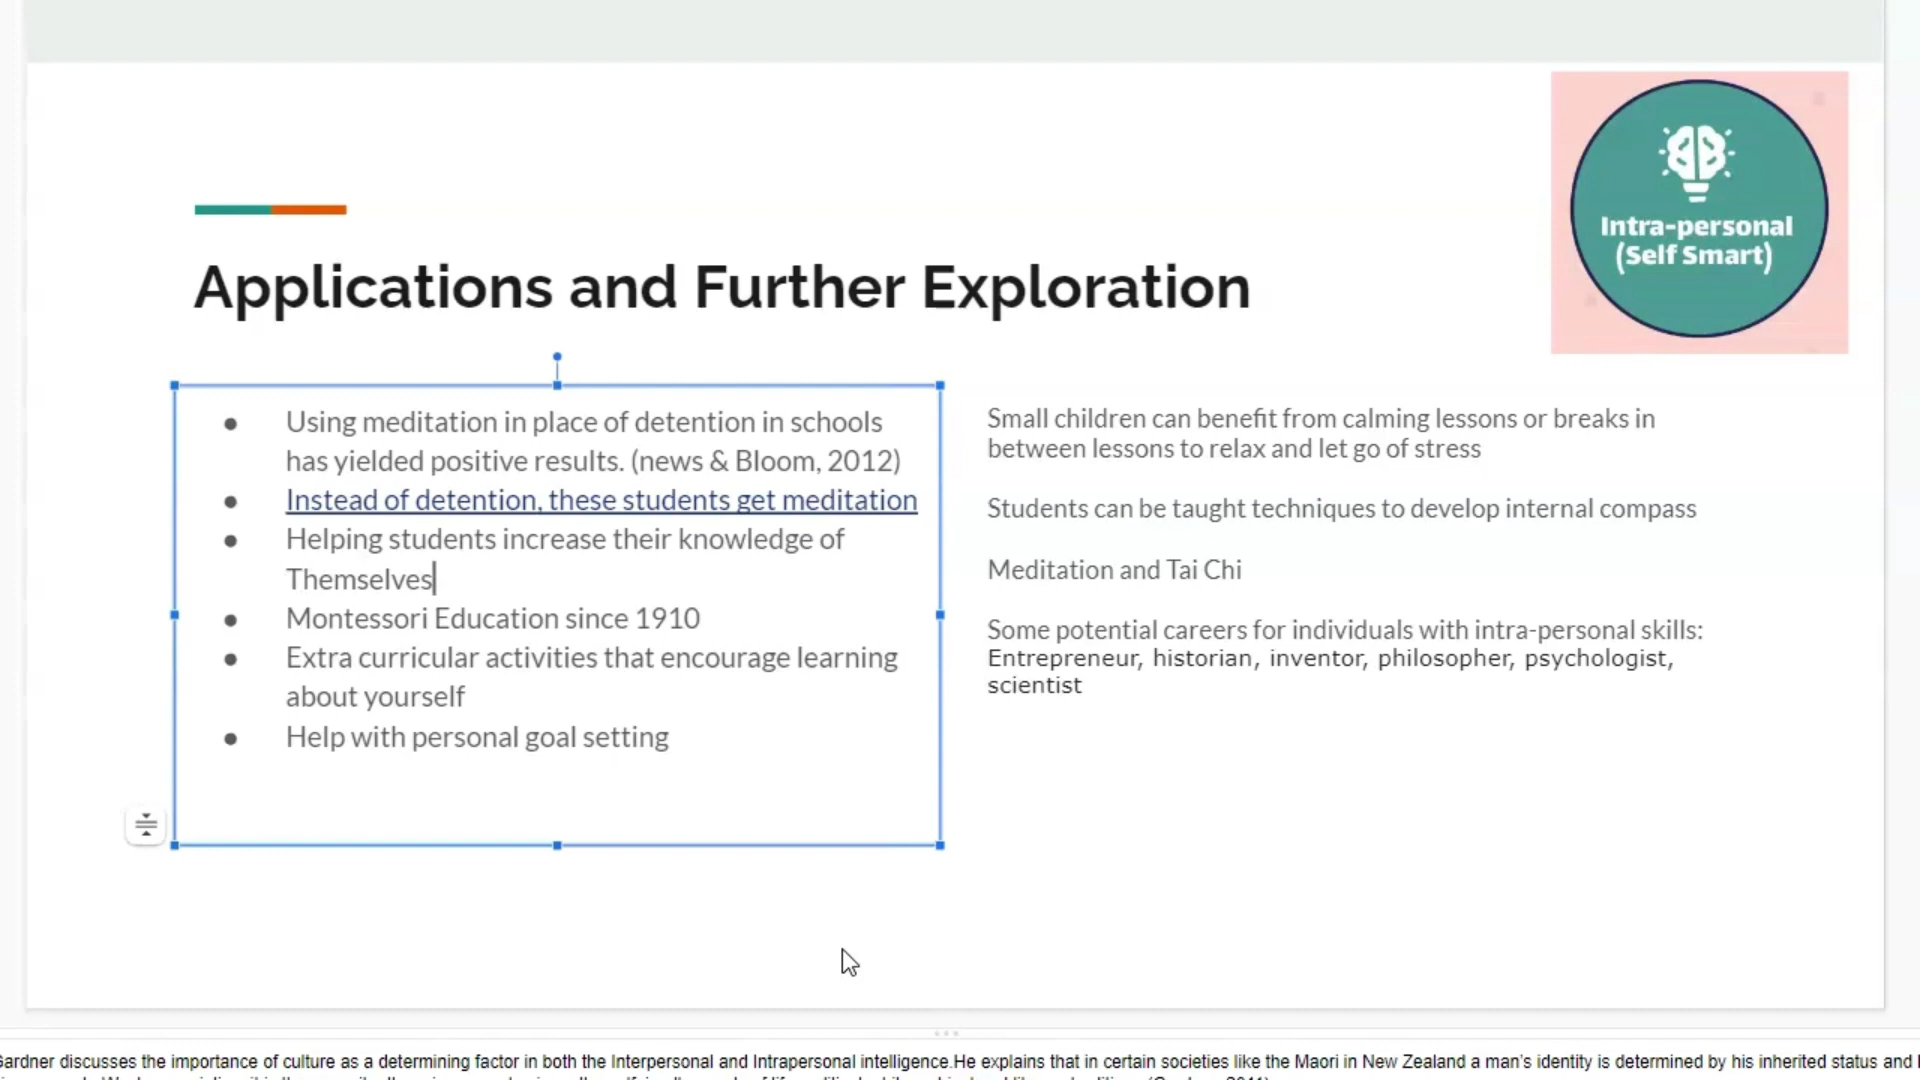 Intra-personal
(Self Smart)
Applications and Further Exploration
● Using meditation in place of detention in schools
has yielded positive results. (news & Bloom, 2012)
● Instead of detention, these students get meditation
● Helping students increase their knowledge of
Themselves
● Montessori Education since 1910
● Extra curricular activities that encourage learning
about yourself
● Help with personal goal setting
Small children can benefit from calming lessons or breaks in
between lessons to relax and let go of stress
Students can be taught techniques to develop internal compass
Meditation and Tai Chi
Some potential careers for individuals with intra-personal skills:
Entrepreneur, historian, inventor, philosopher, psychologist,
scientist
Gardner discusses the importance of culture as a determining factor in both the Interpersonal and Intrapersonal intelligence.He explains that in certain societies like the Maori in New Zealand a man's identity is determined by his inherited status and